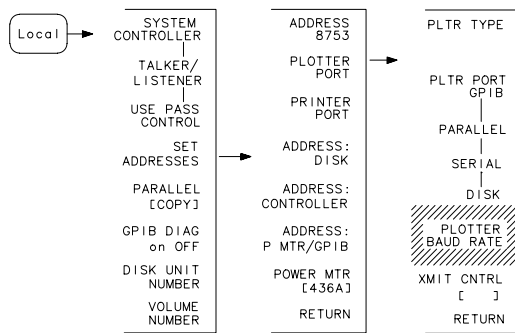 Local
SYSTEM
CONTROLLER
TALKER/
LISTENER
USE PASS
CONTROL
SET
ADDRESSES
PARALLEL
[COPY]
GPIB DIAG
on OFF
DISK UNIT
NUMBER
VOLUME
NUMBER
ADDRESS
8753
PLOTTER
PORT
PRINTER
PORT
ADDRESS:
DISK
ADDRESS:
CONTROLLER
ADDRESS:
P MTR/GPIB
POWER MTR
[436A]
RETURN
PLTR TYPE
PLTR PORT
GPIB
PARALLEL
SERIAL
DISK
PLOTTER
BAUD RATE
XMIT CNTRL
[ ]
RETURN